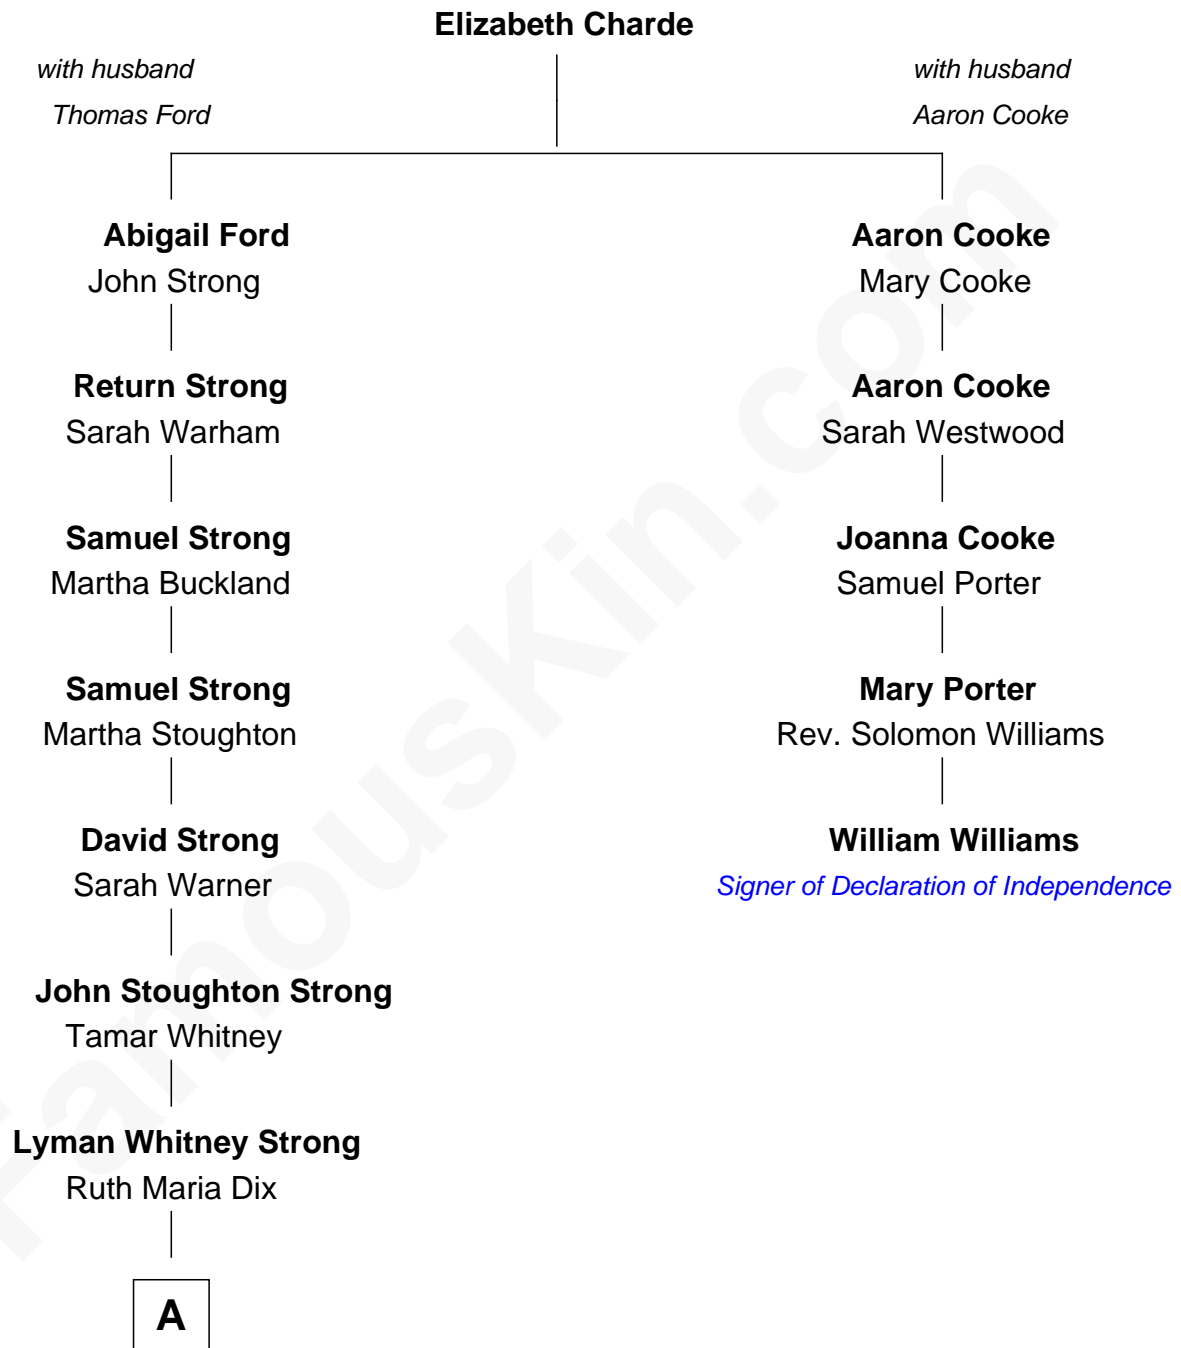 Elizabeth Charde
with husband
Thomas Ford
with husband
Aaron Cooke
Abigail Ford
John Strong
Aaron Cooke
Mary Cooke
Return Strong
Sarah Warham
Aaron Cooke
Sarah Westwood
Samuel Strong
Martha Buckland
Joanna Cooke
Samuel Porter
Samuel Strong
Martha Stoughton
Mary Porter
Rev. Solomon Williams
David Strong
Sarah Warner
William Williams
Signer of Declaration of Independence
John Stoughton Strong
Tamar Whitney
Lyman Whitney Strong
Ruth Maria Dix
A
FamousKin.com